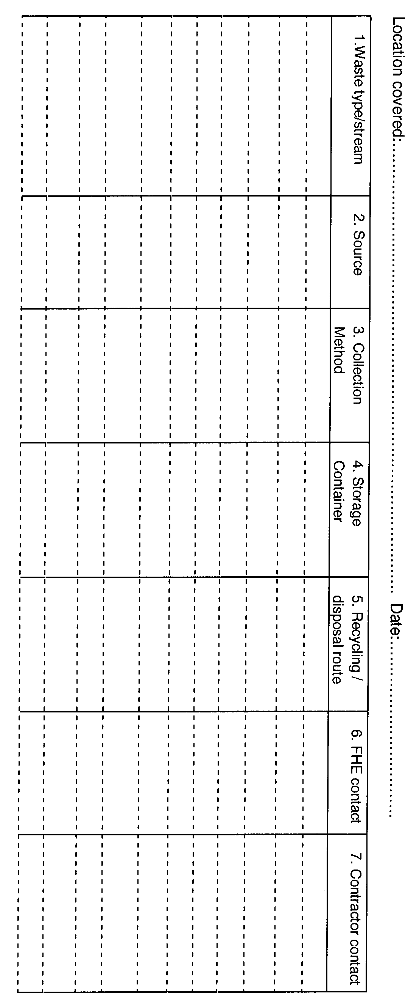 Location covered:........................................................................................................ Date:........................................
1.Waste type/stream
2. Source
3. Collection
Method
4. Storage
Container
5. Recycling /
disposal route
6. FHE contact
7. Contractor contact